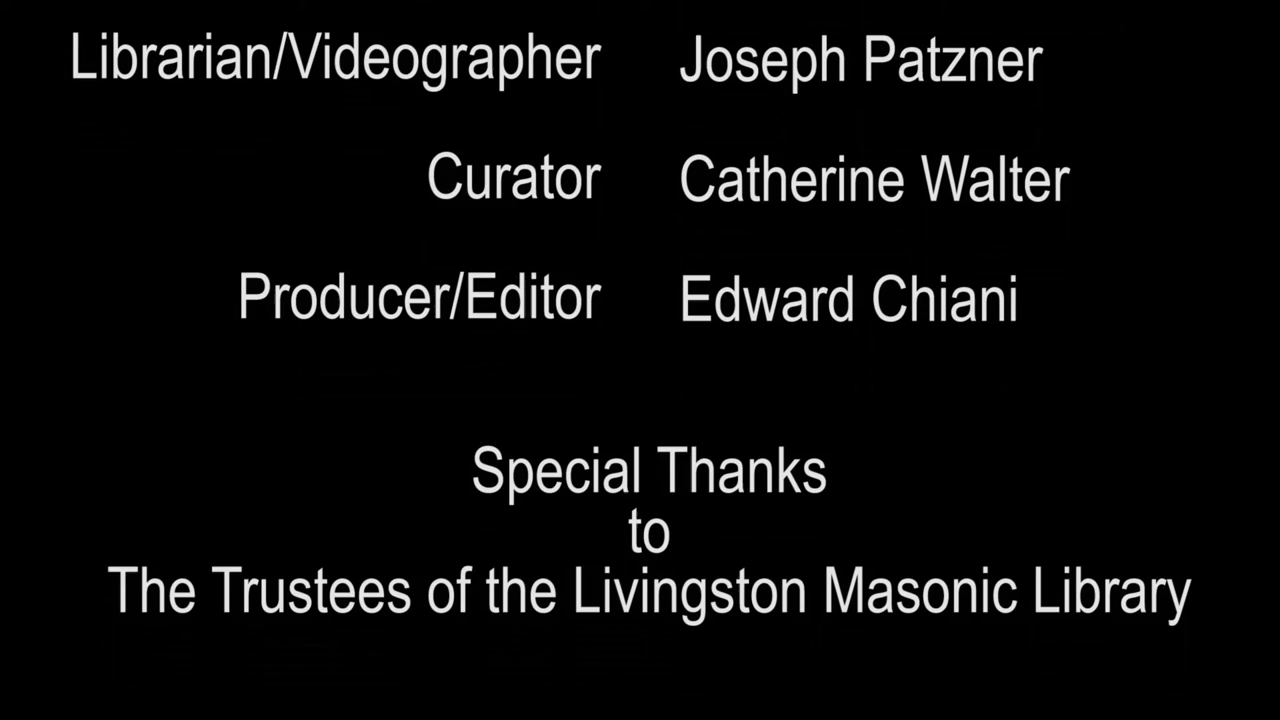 Librarian/Videographer Joseph Patzner
Curator Catherine Walter
Producer/Editor Edward Chiani
Special Thanks
to
The Trustees of the Livingston Masonic Library